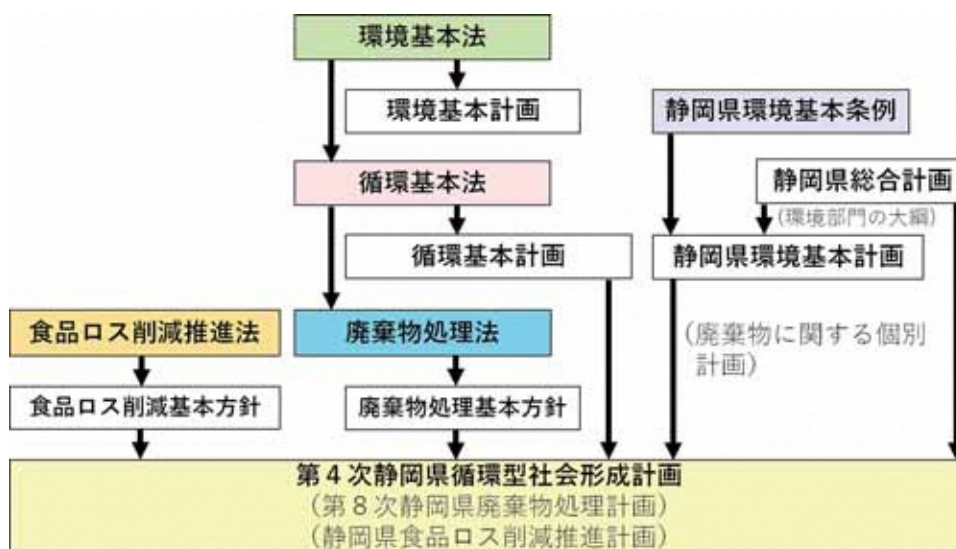 環境基本法
環境基本計画
静岡県環境基本条例
循環基本法
静岡県総合計画
(環境部門の大綱)
循環基本計画
静岡県環境基本計画
食品ロス削減推進法
廃棄物処理法
(廃棄物に関する個別
計画)
食品ロス削減基本方針
廃棄物処理基本方針
第4次静岡県循環型社会形成計画
(第8次静岡県廃棄物処理計画)
(静岡県食品ロス削減推進計画)